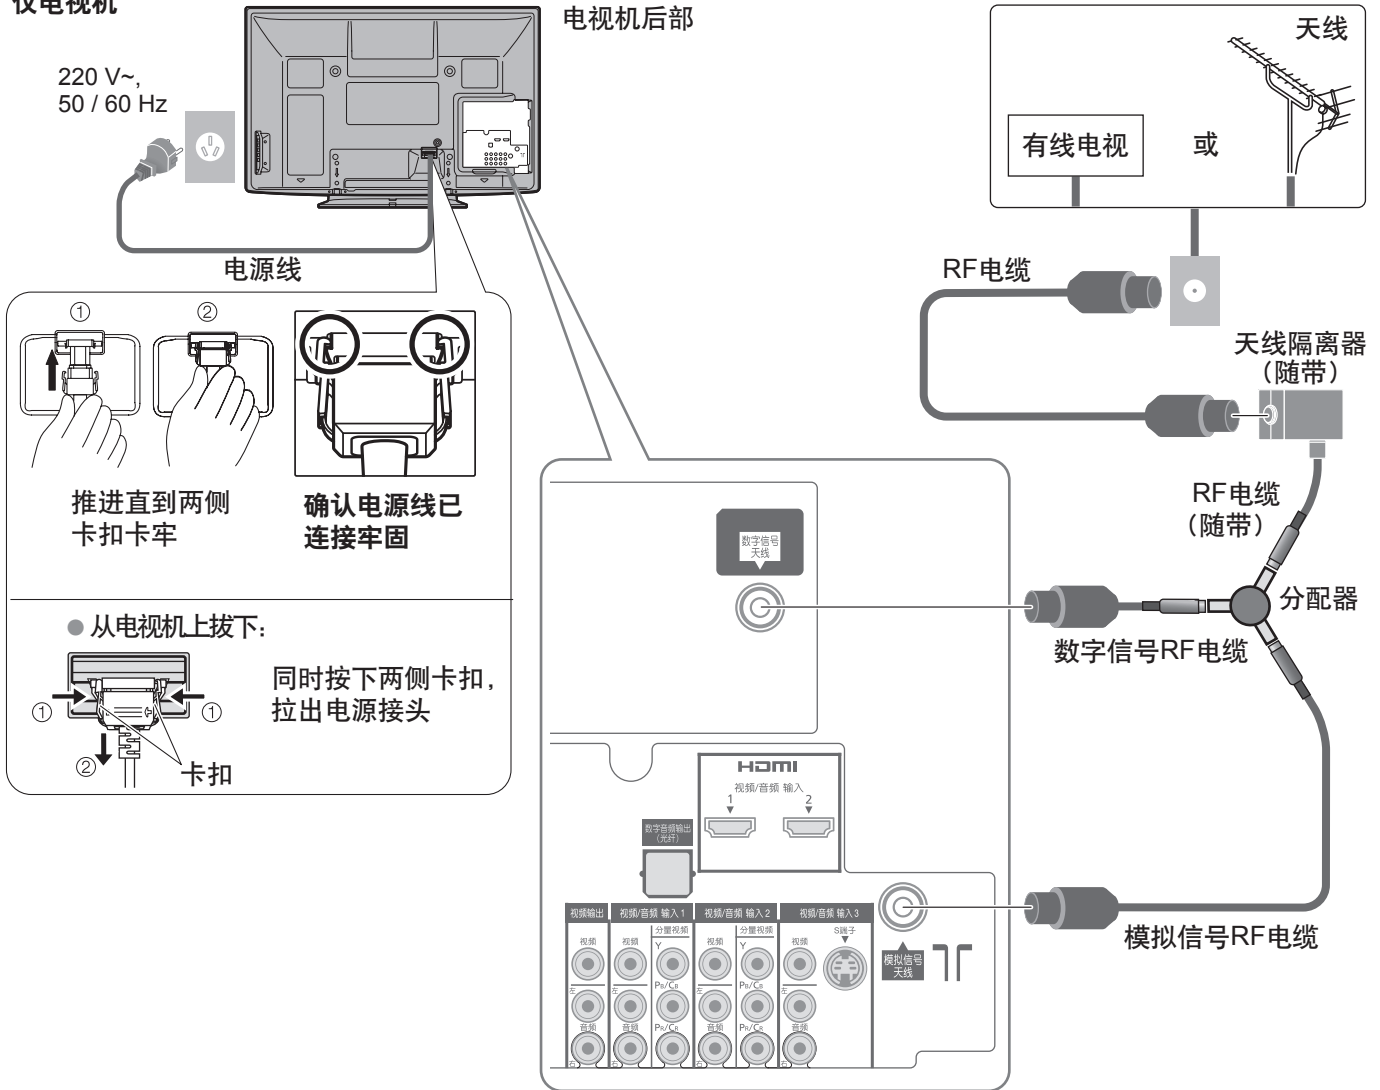 仅电视机
电视机后部
220 V~,
50 / 60 Hz
电源线
天线
有线电视
或
RF电缆
天线隔离器
（随带）
RF电缆
（随带）
分配器
数字信号RF电缆
模拟信号RF电缆
① ②
推进直到两侧
卡扣卡牢
确认电源线已
连接牢固
● 从电视机上拔下：
同时按下两侧卡扣，
拉出电源接头
① ①
②
卡扣
数字信号
天线
HDMI
视频/音频 输入
1 2
数字音频输出
（光纤）
视频输出 视频/音频 输入1 视频/音频 输入2 视频/音频 输入3
分量视频 分量视频 S端子
视频 视频 Y 视频 Y 视频
左 左 PB/CB 左 PB/CB 左
音频 音频 PR/CR 音频 PR/CR 音频
右 右 右 右
模拟信号
天线